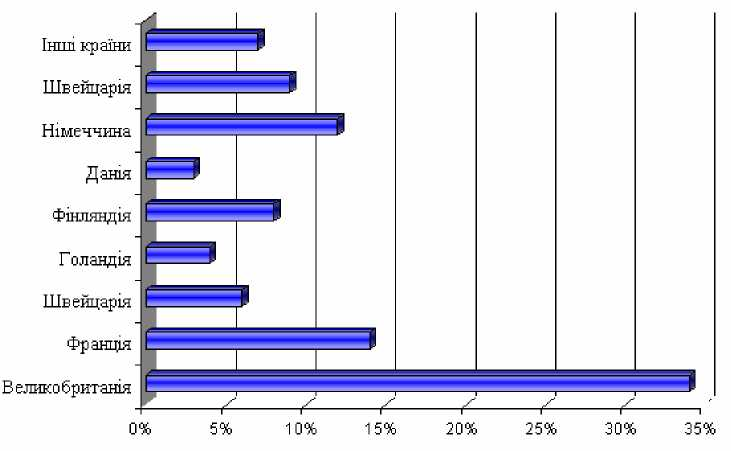 Інші країни
Швейцарія
Німеччина
Данія
Фінляндія
Голандія
Швейцарія
Франція
Великобританія
0% 5% 10% 15% 20% 25% 30% 35%